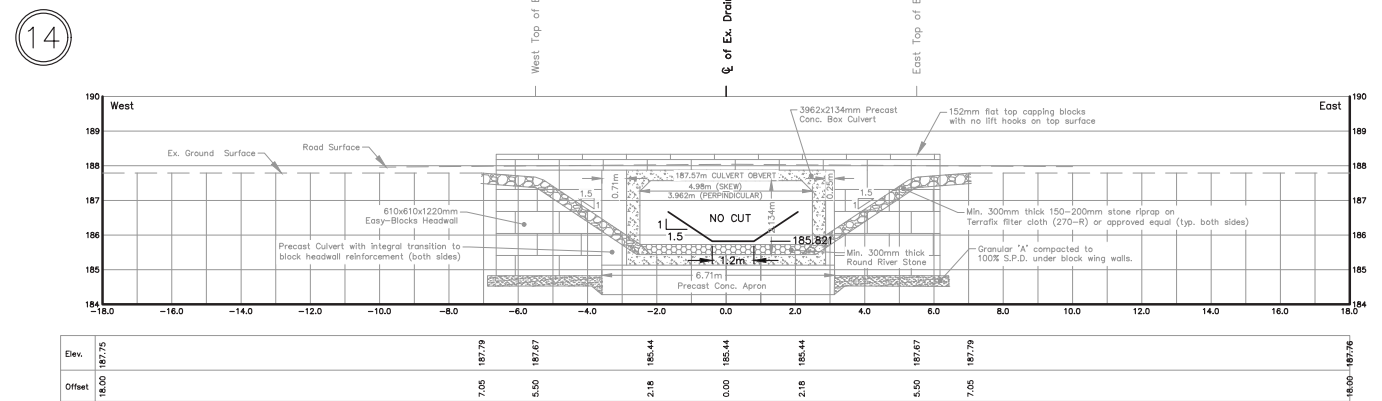 14
West Top of
℄ of Ex. Drai
East Top of
190
West
East
190
189
189
188
188
187
187
186
186
185
185
184
184
Ex. Ground Surface
Road Surface
3962x2134mm Precast
Conc. Box Culvert
152mm flat top capping blocks
with no lift hooks on top surface
187.57m CULVERT OBVERT
4.98m (SKEW)
3.962m (PERPINDICULAR)
0.71m
0.25m
2134m
1.5
1
1.5
1
NO CUT
1
1.5
185.821
1.2m
610x610x1220mm
Easy-Blocks Headwall
Precast Culvert with integral transition to
block headwall reinforcement (both sides)
Min. 300mm thick 150-200mm stone riprap on
Terrafix filter cloth (270-R) or approved equal (typ. both sides)
Min. 300mm thick
Round River Stone
Granular "A" compacted to
100% S.P.D. under block wing walls.
6.71m
Precast Conc. Apron
-18.0 -16.0 -14.0 -12.0 -10.0 -8.0 -6.0 -4.0 -2.0 0.0 2.0 4.0 6.0 8.0 10.0 12.0 14.0 16.0 18.0
Elev. 187.75 187.79 187.67 185.44 185.44 185.44 187.67 187.79 187.76
Offset 18.00 7.05 5.50 2.18 0.00 2.18 5.50 7.05 18.00